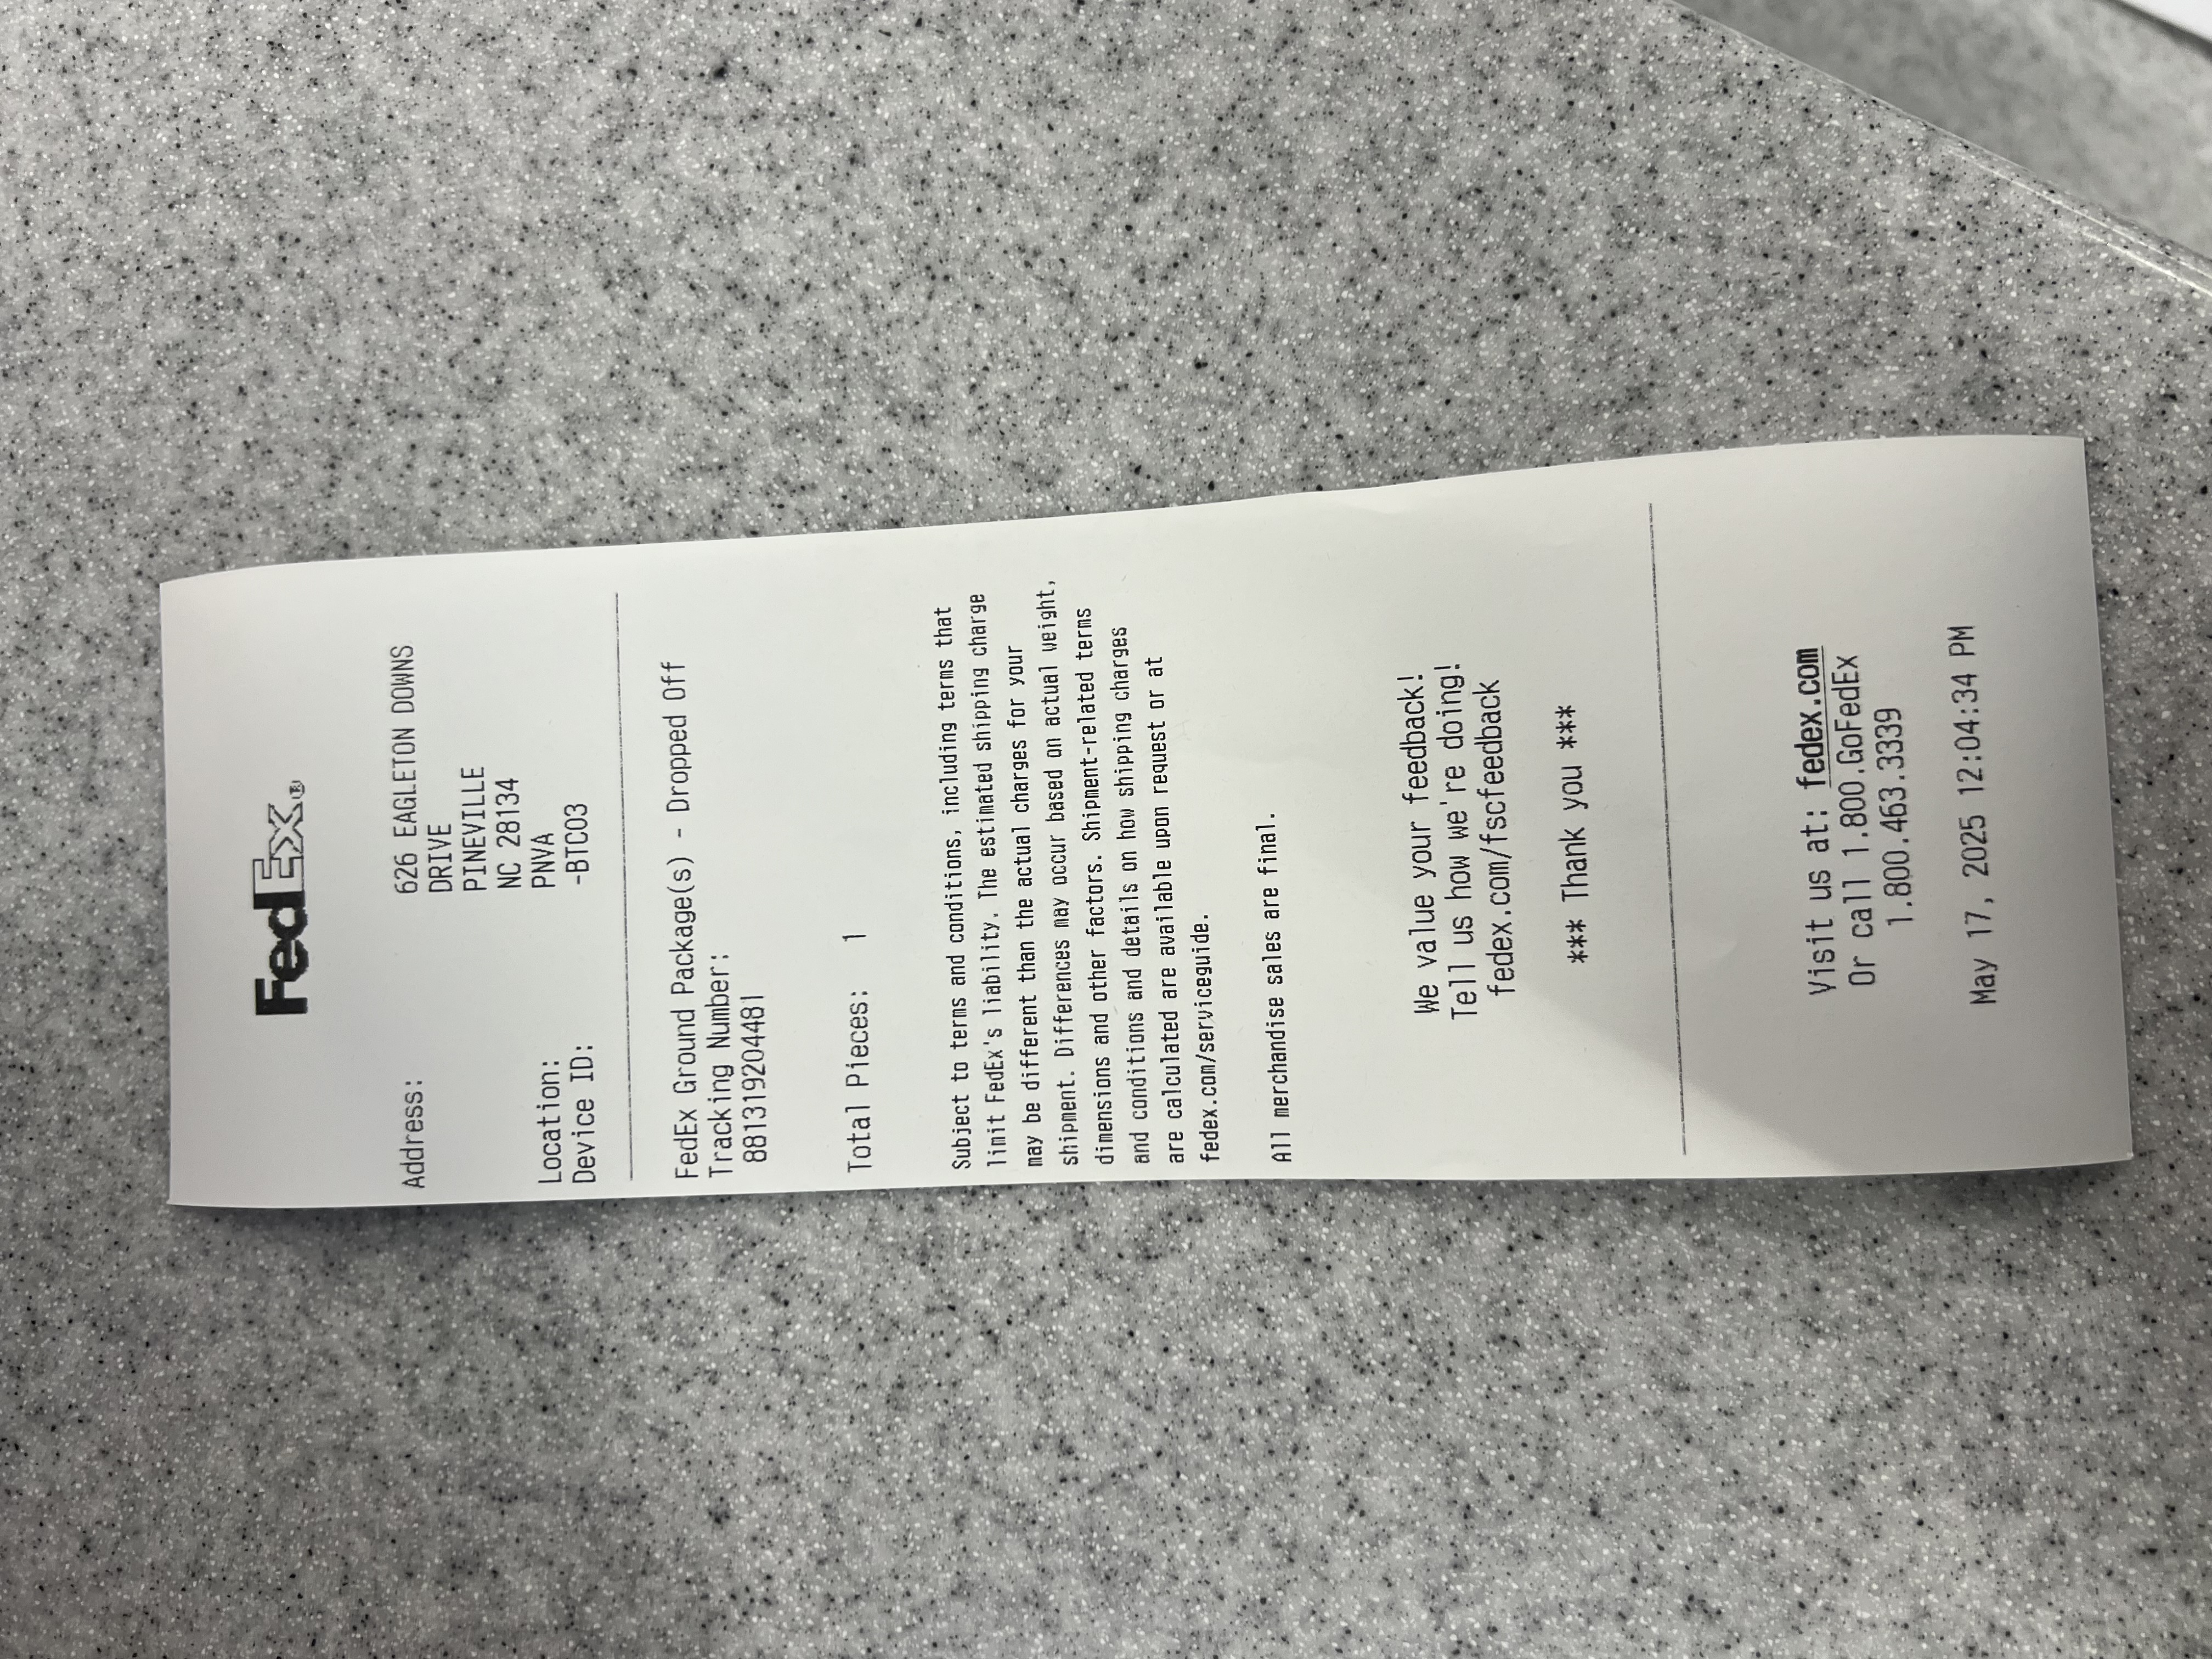 FedEx®
Address: 626 EAGLETON DOWNS
DRIVE
PINEVILLE
NC 28134
Location: PNVA
Device ID: -BTC03
FedEx Ground Package(s) - Dropped Off
Tracking Number:
881319204481
Total Pieces: 1
Subject to terms and conditions, including terms that
limit FedEx's liability. The estimated shipping charge
may be different than the actual charges for your
shipment. Differences may occur based on actual weight,
dimensions and other factors. Shipment-related terms
and conditions and details on how shipping charges
are calculated are available upon request or at
fedex.com/serviceguide.
All merchandise sales are final.
We value your feedback!
Tell us how we're doing!
fedex.com/fscfeedback
*** Thank you ***
Visit us at: fedex.com
Or call 1.800.GoFedEx
1.800.463.3339
May 17, 2025 12:04:34 PM